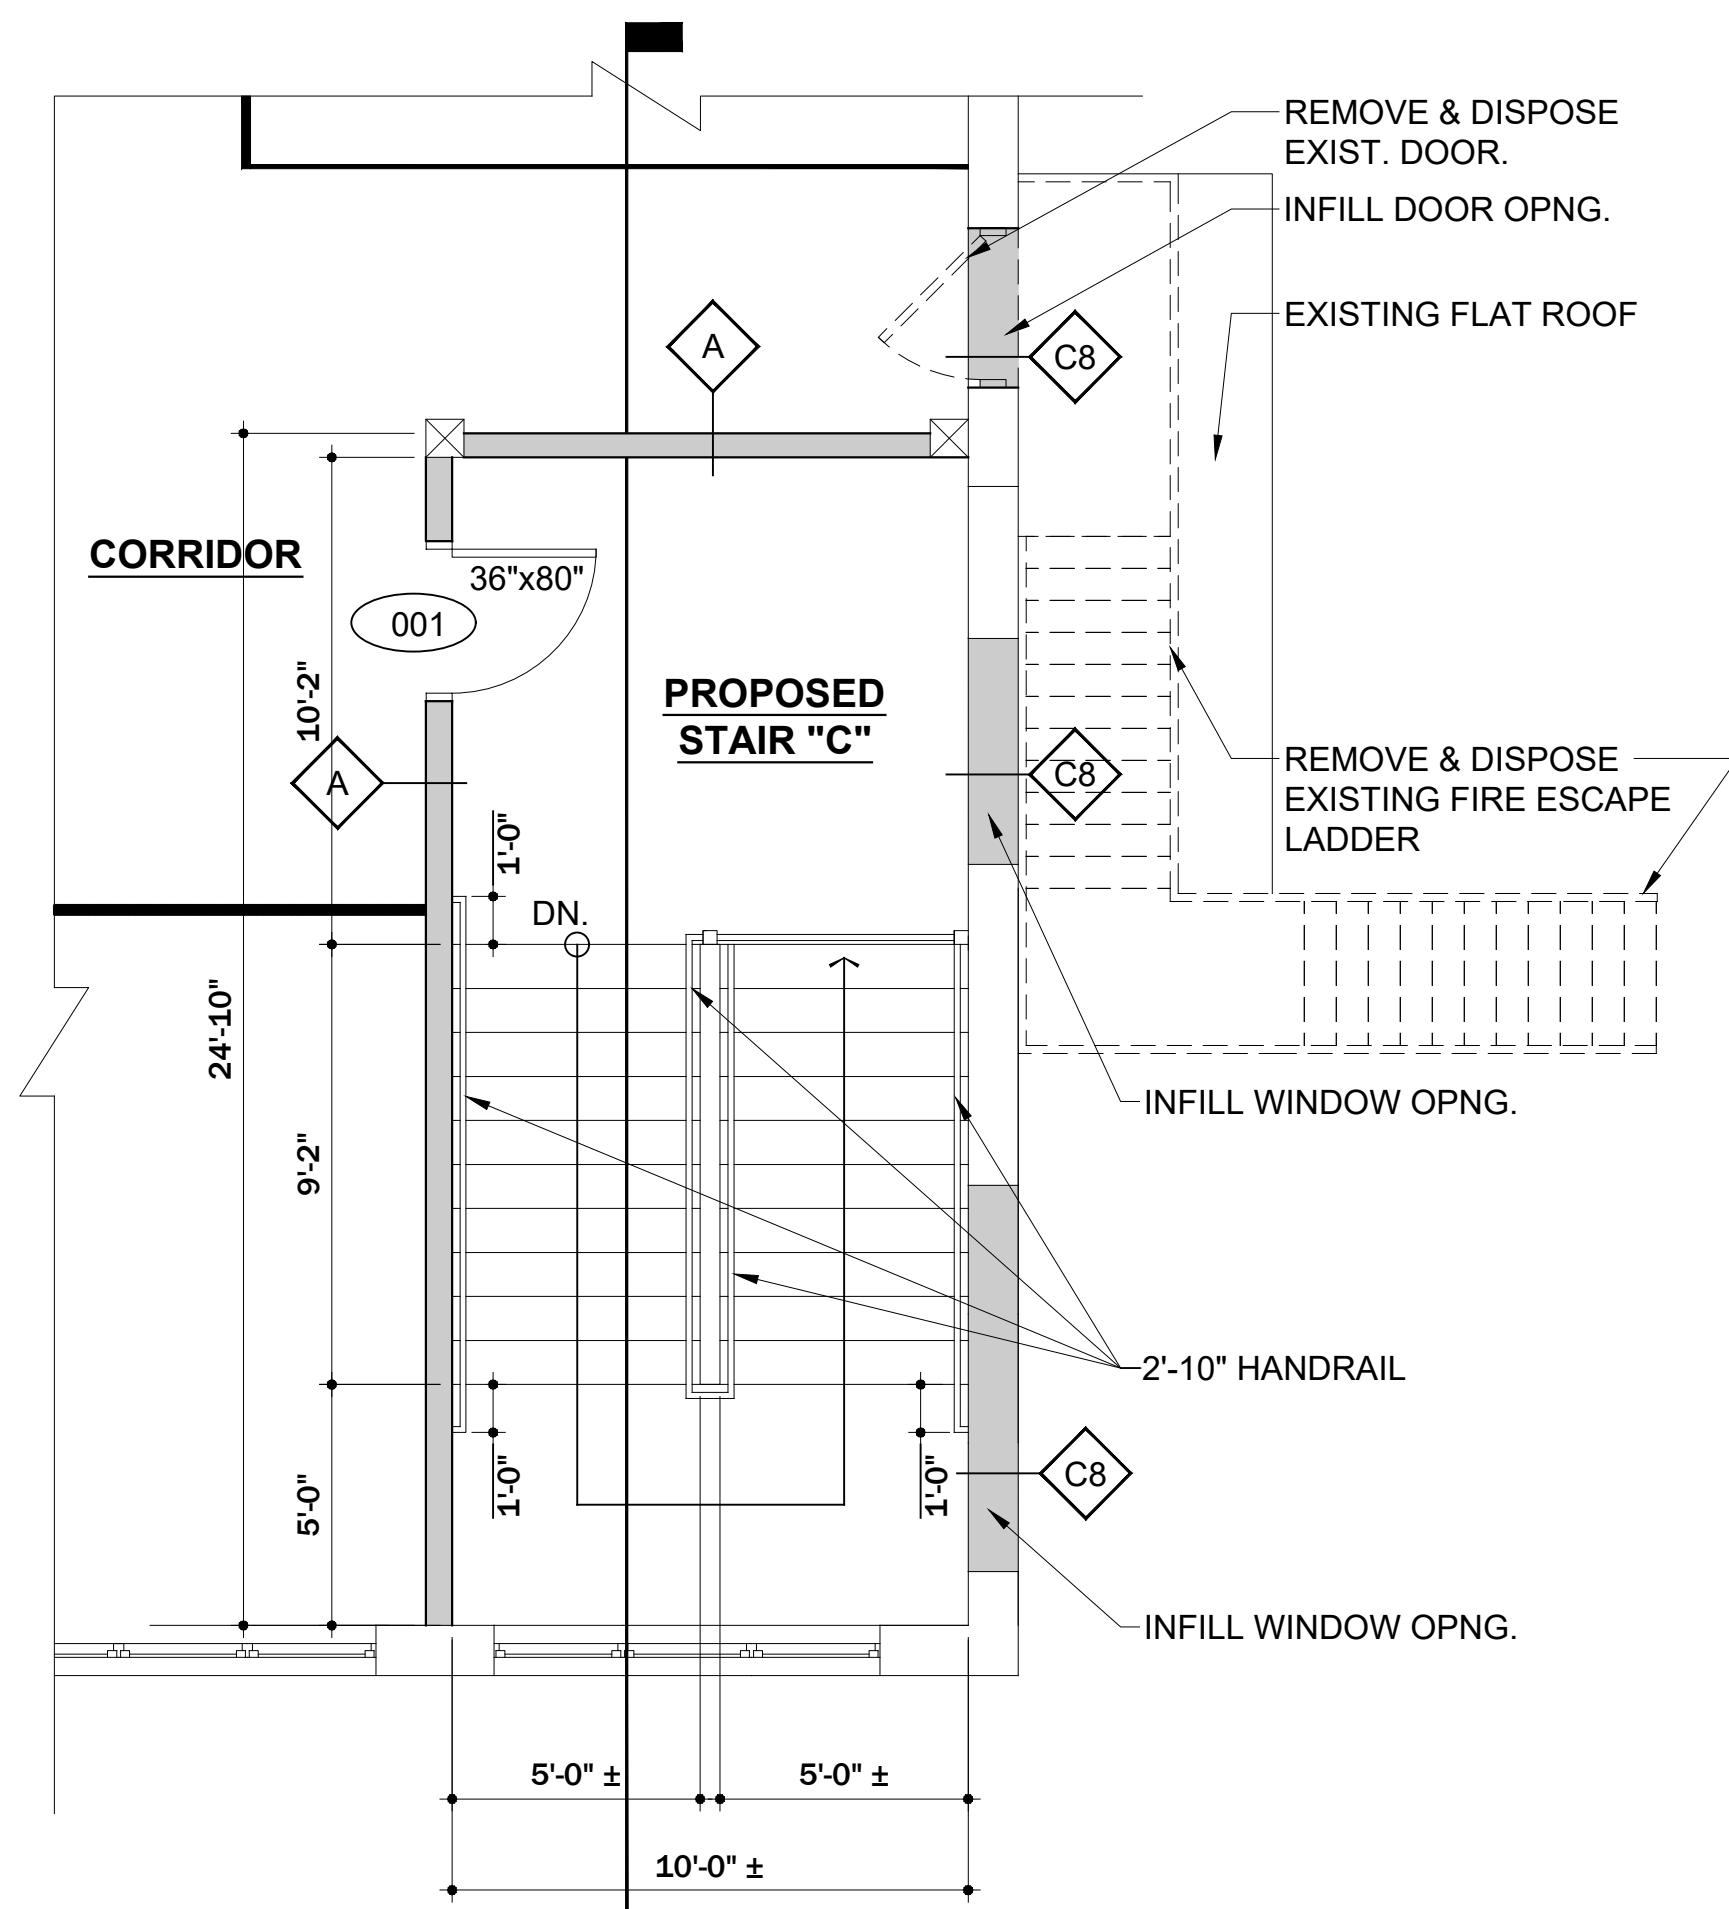 REMOVE & DISPOSE
EXIST. DOOR.
INFILL DOOR OPNG.
EXISTING FLAT ROOF
A
C8
CORRIDOR
36"x80"
001
10'-2"
PROPOSED
STAIR "C"
A
C8
REMOVE & DISPOSE
EXISTING FIRE ESCAPE
LADDER
1'-0"
DN.
24'-10"
INFILL WINDOW OPNG.
9'-2"
2'-10" HANDRAIL
5'-0"
1'-0"
1'-0"
C8
INFILL WINDOW OPNG.
5'-0" ±
5'-0" ±
10'-0" ±